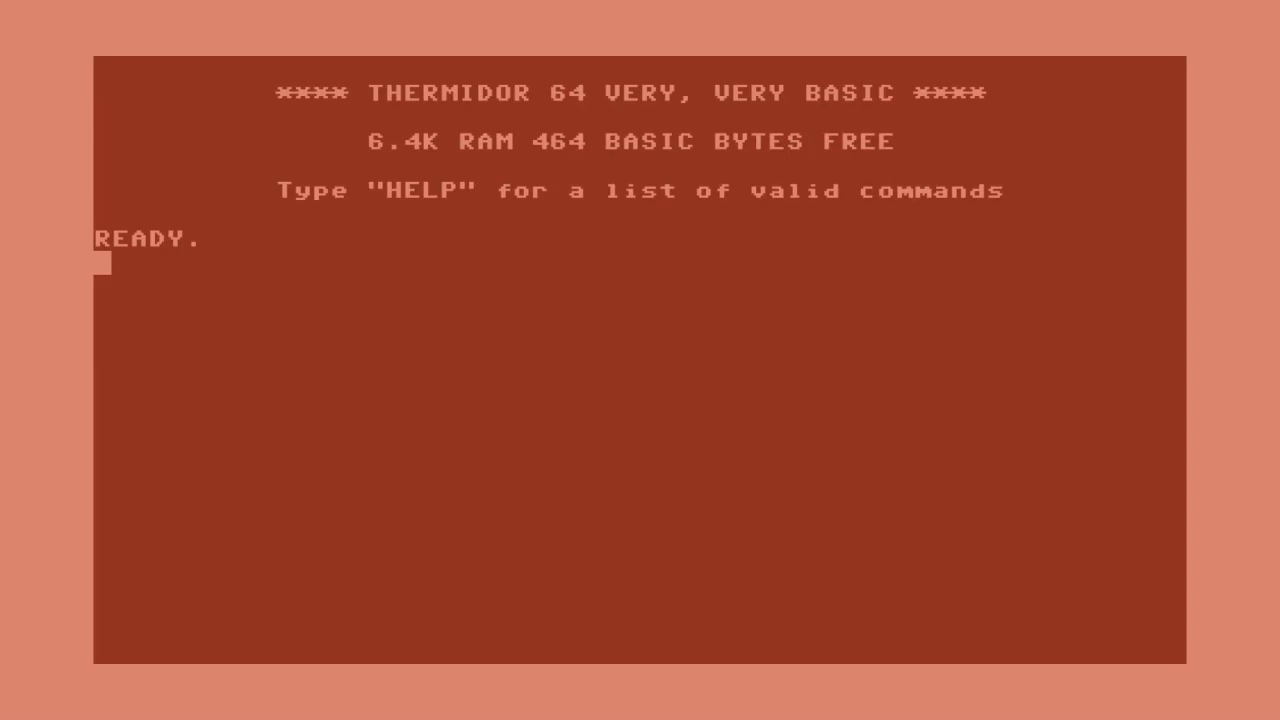 **** THERMIDOR 64 VERY, VERY BASIC ****
6.4K RAM 464 BASIC BYTES FREE
Type "HELP" for a list of valid commands
READY.